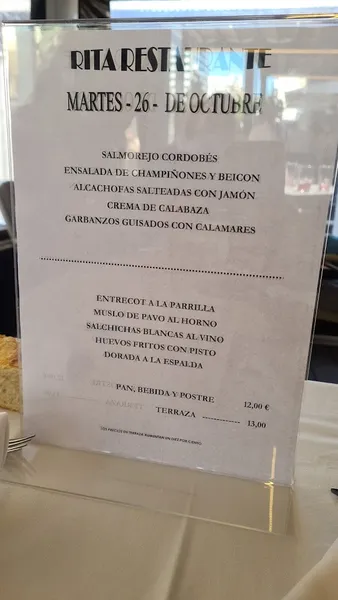 RITA RESTAURANTE
MARTES - 26 - DE OCTUBRE
SALMOREJO CORDOBÉS
ENSALADA DE CHAMPIÑONES Y BEICON
ALCACHOFAS SALTEADAS CON JAMÓN
CREMA DE CALABAZA
GARBANZOS GUISADOS CON CALAMARES
ENTRECOT A LA PARRILLA
MUSLO DE PAVO AL HORNO
SALCHICHAS BLANCAS AL VINO
HUEVOS FRITOS CON PISTO
DORADA A LA ESPALDA
PAN, BEBIDA Y POSTRE 12,00 €
TERRAZA ------------ 13,00